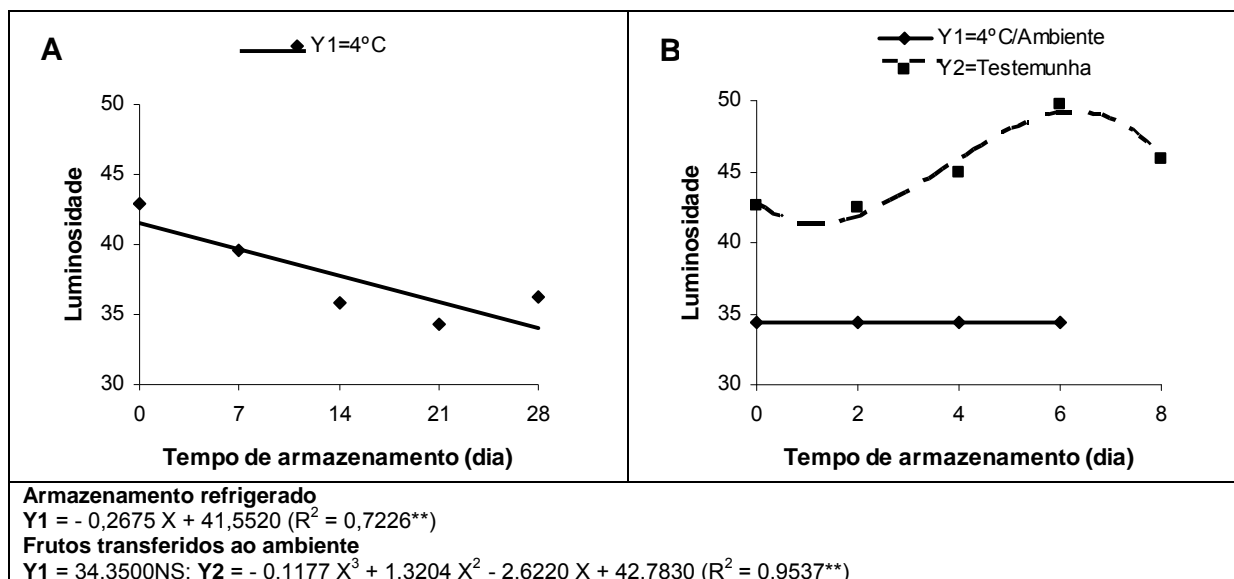 A
Y1=4ºC
50
45
40
35
30
Luminosidade
0 7 14 21 28
Tempo de armazenamento (dia)
B
Y1=4ºC/Ambiente
Y2=Testemunha
50
45
40
35
30
Luminosidade
0 2 4 6 8
Tempo de armazenamento (dia)
Armazenamento refrigerado
Y1 = - 0,2675 X + 41,5520 (R² = 0,7226**)
Frutos transferidos ao ambiente
Y1 = 34,3500NS; Y2 = - 0,1177 X³ + 1,3204 X² - 2,6220 X + 42,7830 (R² = 0,9537**)